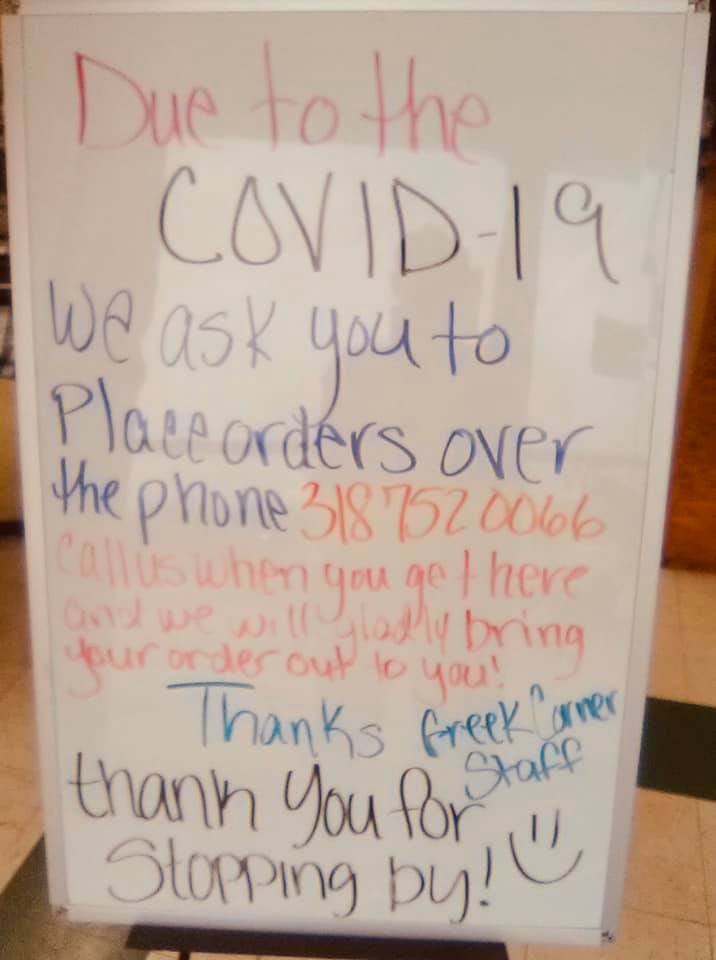 Due to the
COVID-19
We ask you to
Place orders over
the phone 318 752 0066
Call us when you get here
and we will gladly bring
your order out to you!
Thanks Greek Corner
Staff
thank you for
Stopping by!